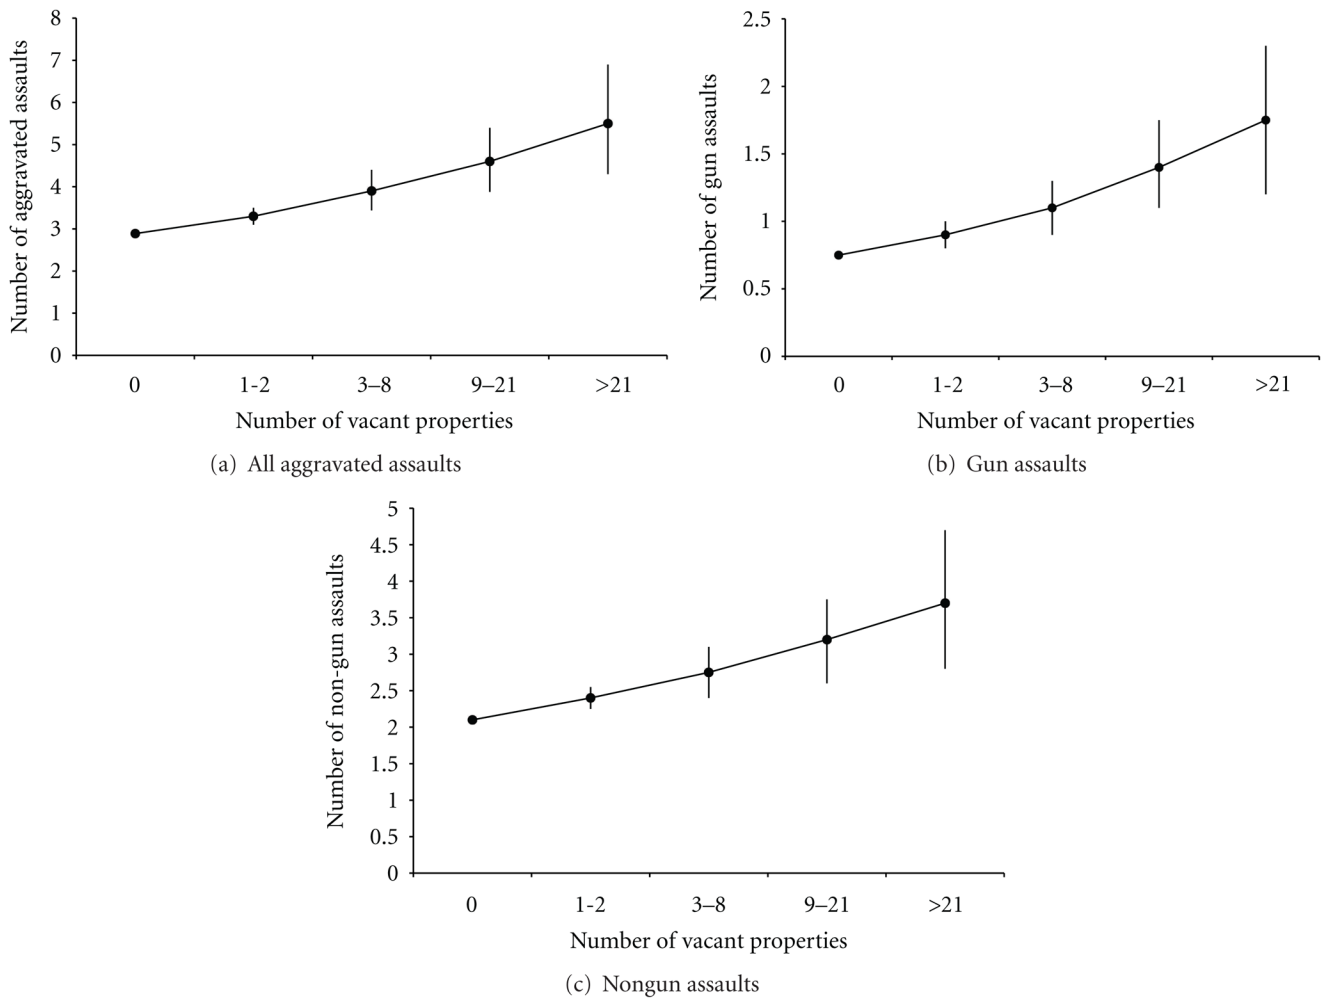 8
7
6
5
4
3
2
1
0
Number of aggravated assaults
0 1-2 3–8 9–21 >21
Number of vacant properties
(a) All aggravated assaults
2.5
2
1.5
1
0.5
0
Number of gun assaults
0 1-2 3–8 9–21 >21
Number of vacant properties
(b) Gun assaults
5
4.5
4
3.5
3
2.5
2
1.5
1
0.5
0
Number of non-gun assaults
0 1-2 3–8 9–21 >21
Number of vacant properties
(c) Nongun assaults